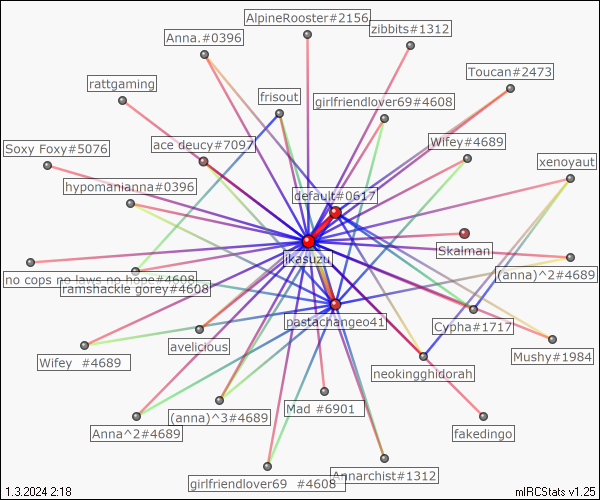 AlpineRooster#2156
zibbits#1312
Anna.#0396
Toucan#2473
rattgaming
frisout
girlfriendlover69#4608
Soxy Foxy#5076
ace deucy#7097
Wifey#4689
xenoyaut
hypomanianna#0396
default#0617
Skalman
ikasuzu
no cops no laws no hope#4608
(anna)^2#4689
ramshackle gorey#4608
pastachangeo41
Cypha#1717
Wifey  #4689
avelicious
neokingghidorah
Mushy#1984
Anna^2#4689
(anna)^3#4689
Mad #6901
fakedingo
girlfriendlover69  #4608
Annarchist#1312
1.3.2024 2:18
mIRCStats v1.25